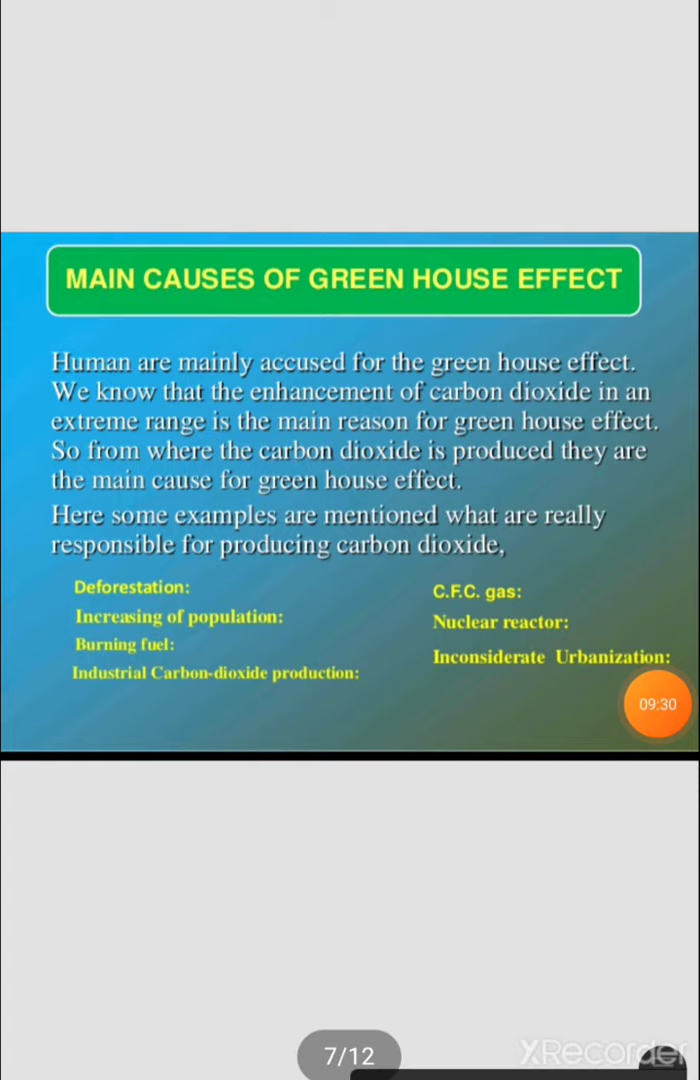 MAIN CAUSES OF GREEN HOUSE EFFECT
Human are mainly accused for the green house effect.
We know that the enhancement of carbon dioxide in an
extreme range is the main reason for green house effect.
So from where the carbon dioxide is produced they are
the main cause for green house effect.
Here some examples are mentioned what are really
responsible for producing carbon dioxide,
Deforestation:
Increasing of population:
Burning fuel:
Industrial Carbon-dioxide production:
C.F.C. gas:
Nuclear reactor:
Inconsiderate Urbanization:
09:30
7/12
XRecorder